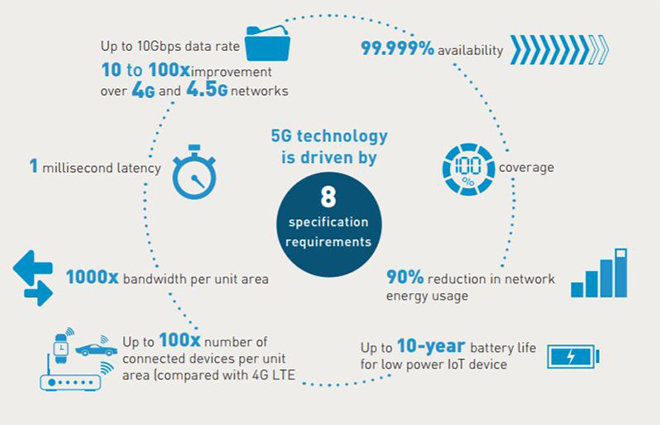 Up to 10Gbps data rate
10 to 100x improvement
over 4G and 4.5G networks
1 millisecond latency
1000x bandwidth per unit area
Up to 100x number of
connected devices per unit
area (compared with 4G LTE
5G technology
is driven by
8
specification
requirements
99.999% availability
100
%
coverage
90% reduction in network
energy usage
Up to 10-year battery life
for low power IoT device